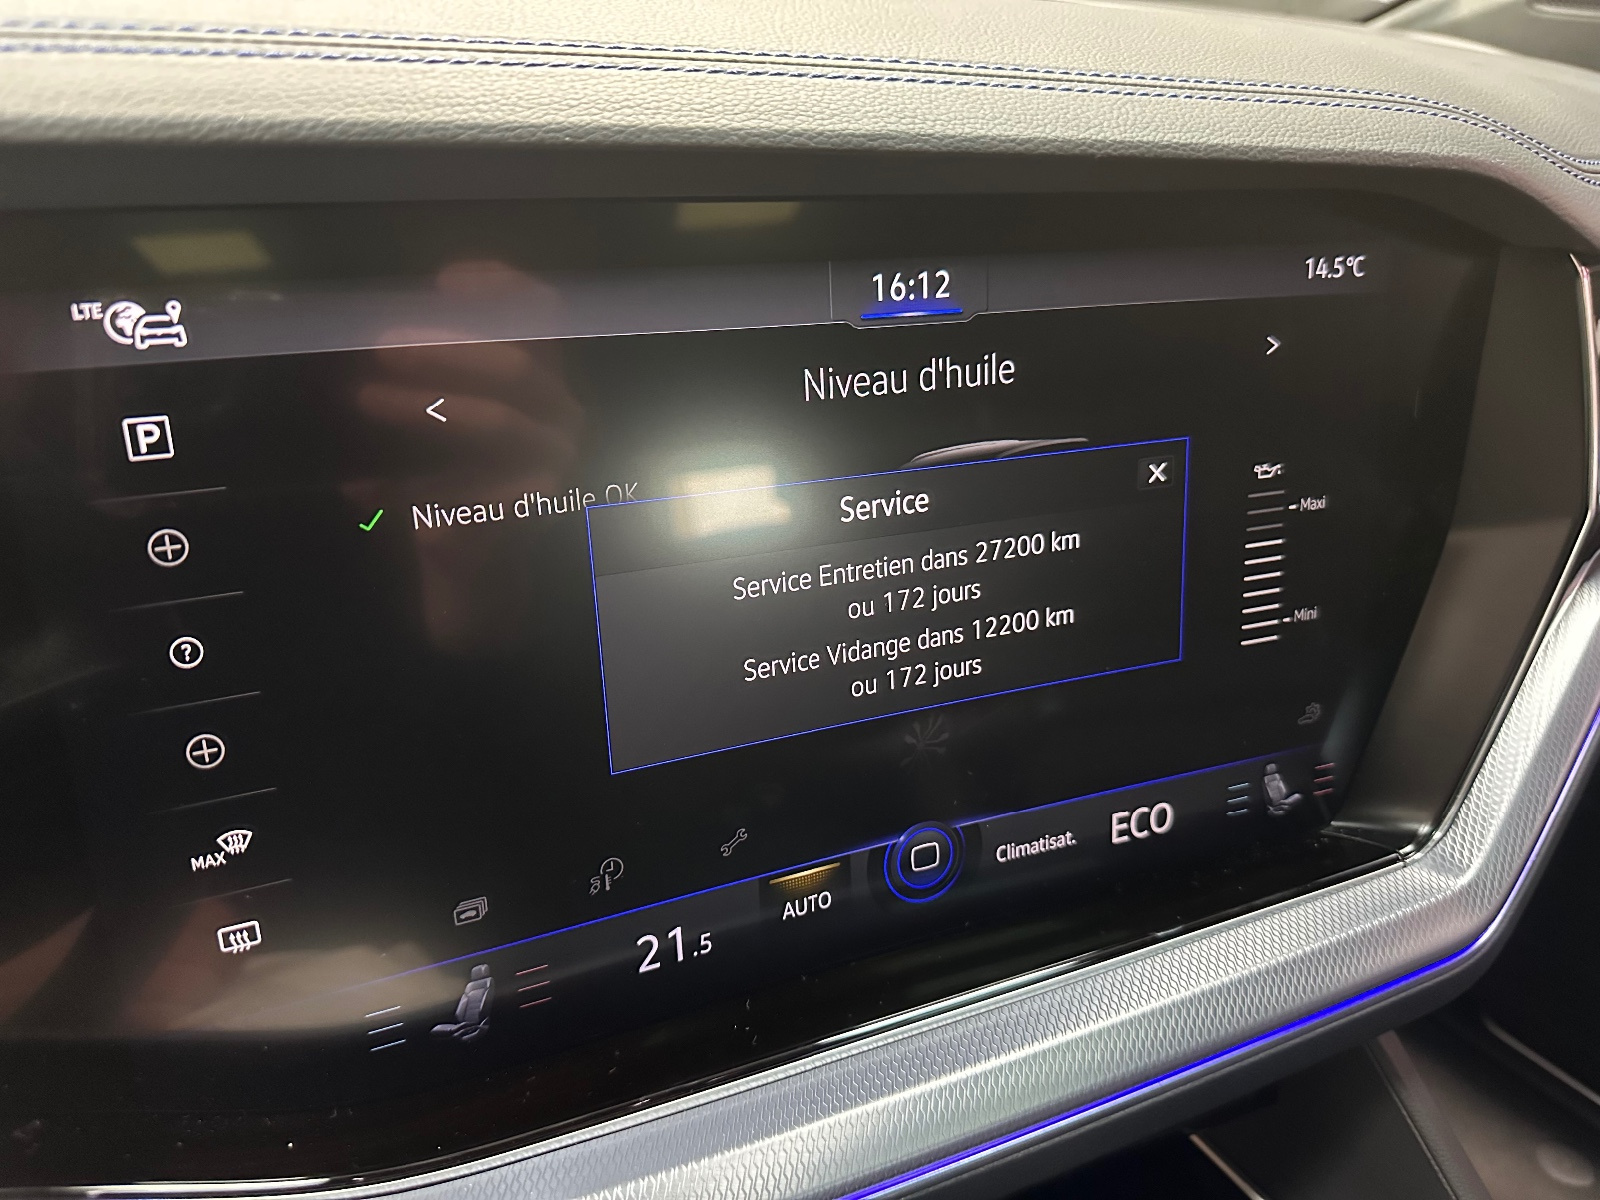 LTE
16:12
14.5°C
P
<
Niveau d'huile
>
Niveau d'huile OK
Service
X
Service Entretien dans 27200 km
ou 172 jours
Service Vidange dans 12200 km
ou 172 jours
Maxi
Mini
?
MAX
21.5
AUTO
Climatisat.
ECO